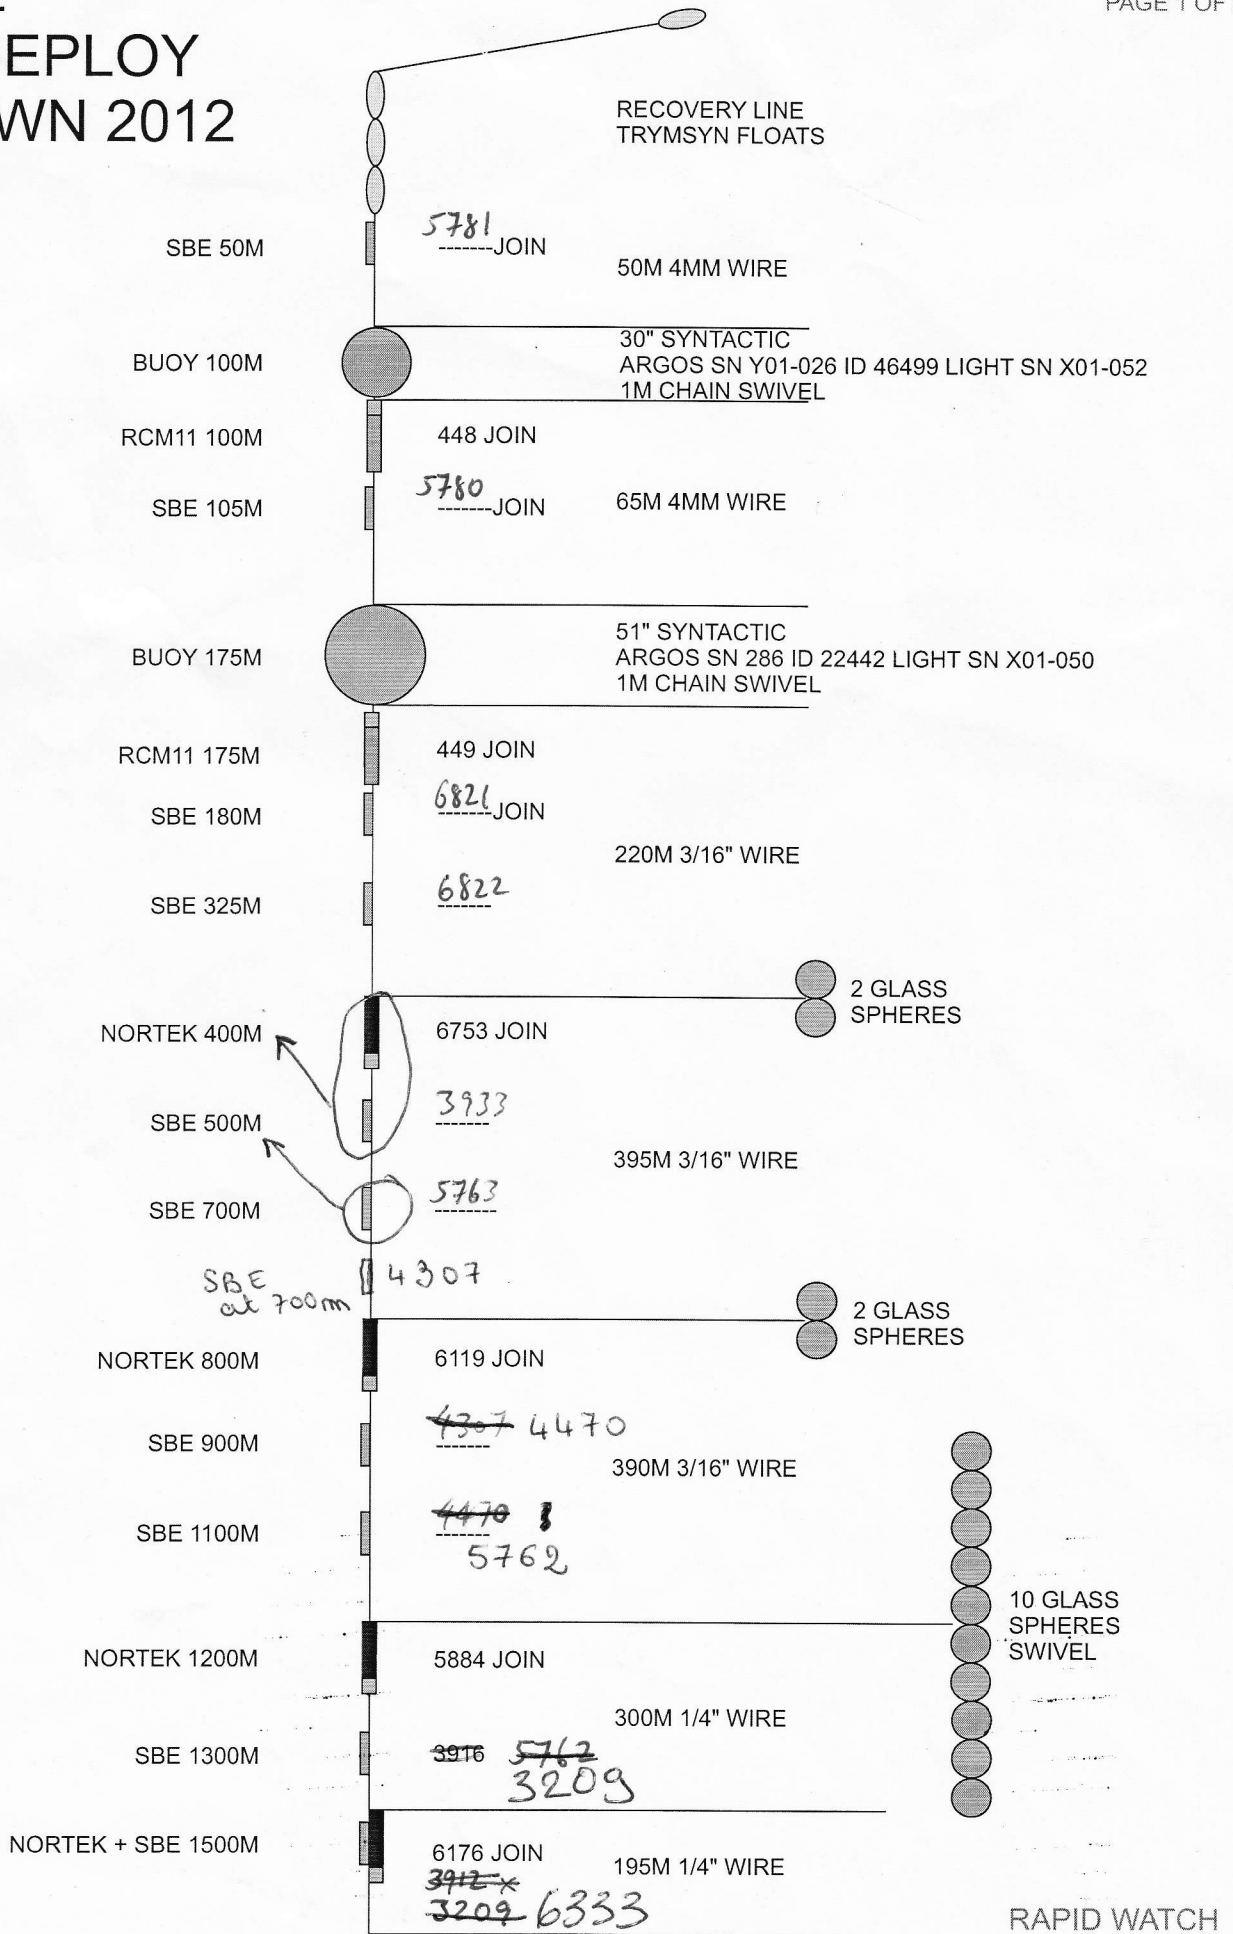 PAGE 1 OF
EPLOY
WN 2012
RECOVERY LINE
TRYMSYN FLOATS
SBE 50M
5781
-------JOIN
50M 4MM WIRE
BUOY 100M
30" SYNTACTIC
ARGOS SN Y01-026 ID 46499 LIGHT SN X01-052
1M CHAIN SWIVEL
RCM11 100M
448 JOIN
SBE 105M
5780
-------JOIN
65M 4MM WIRE
BUOY 175M
51" SYNTACTIC
ARGOS SN 286 ID 22442 LIGHT SN X01-050
1M CHAIN SWIVEL
RCM11 175M
449 JOIN
SBE 180M
6821
-------JOIN
220M 3/16" WIRE
SBE 325M
6822
2 GLASS
SPHERES
NORTEK 400M
6753 JOIN
SBE 500M
3933
395M 3/16" WIRE
SBE 700M
5763
SBE
at 700m
4307
2 GLASS
SPHERES
NORTEK 800M
6119 JOIN
SBE 900M
4307 4470
390M 3/16" WIRE
SBE 1100M
4470
5762
10 GLASS
SPHERES
SWIVEL
NORTEK 1200M
5884 JOIN
300M 1/4" WIRE
SBE 1300M
3916 5762
3209
NORTEK + SBE 1500M
6176 JOIN
195M 1/4" WIRE
3912 x
3209 6333
RAPID WATCH